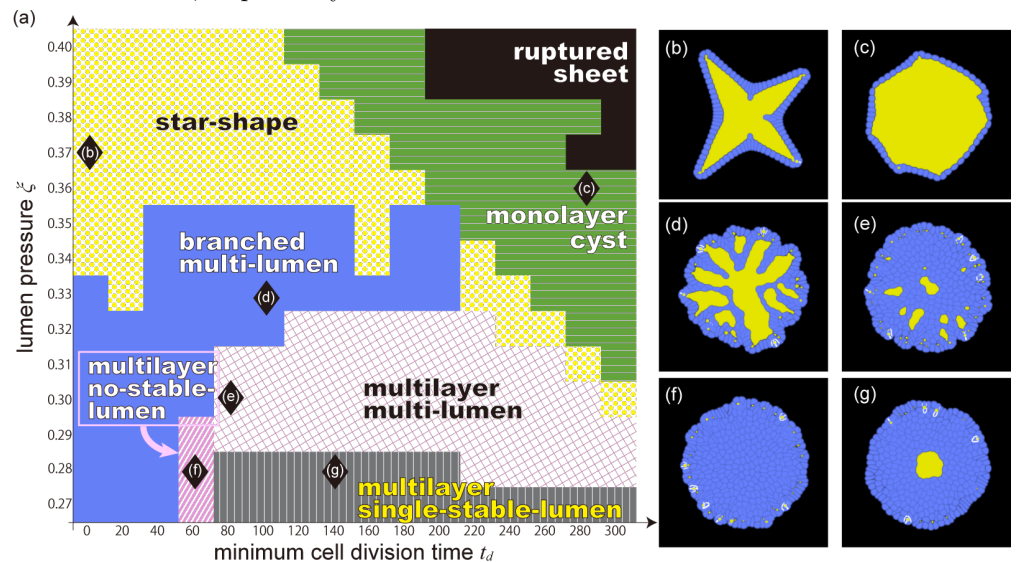 (a)
lumen pressure ξ
0.40
0.39
0.38
0.37
0.36
0.35
0.34
0.33
0.32
0.31
0.30
0.29
0.28
0.27
ruptured
sheet
star-shape
(b)
(c)
monolayer
cyst
branched
multi-lumen
(d)
multilayer
no-stable-
lumen
(e)
multilayer
multi-lumen
(f)
(g)
multilayer
single-stable-lumen
0 20 40 60 80 100 120 140 160 180 200 220 240 260 280 300
minimum cell division time t_d
(b)
(c)
(d)
(e)
(f)
(g)